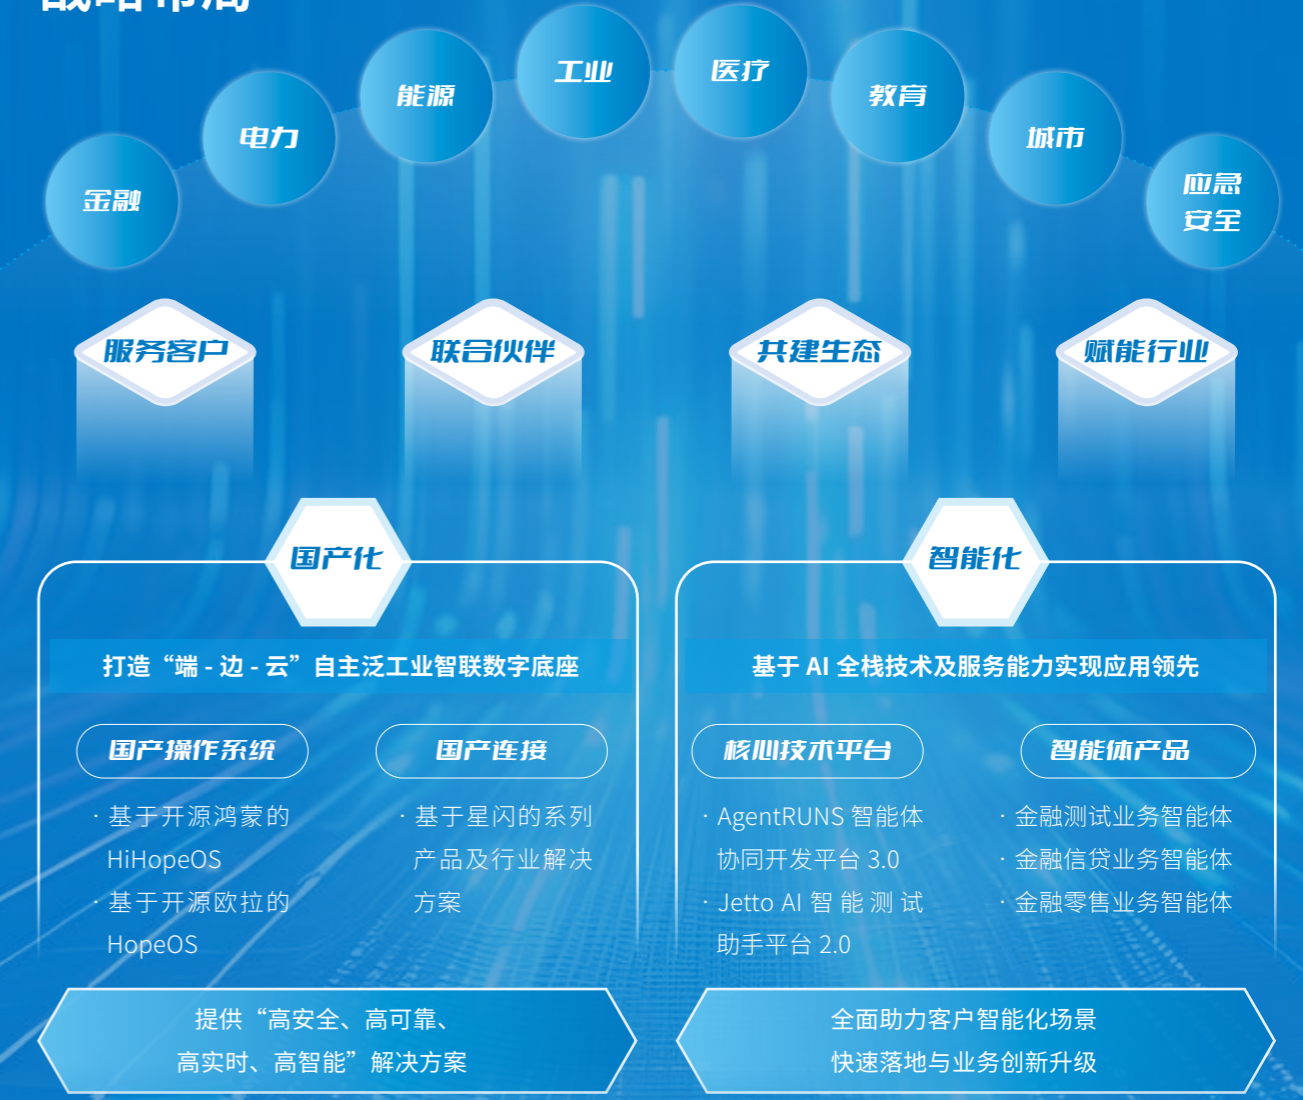 战略布局
金融
电力
能源
工业
医疗
教育
城市
应急
安全
服务客户
联合伙伴
共建生态
赋能行业
国产化
打造“端 - 边 - 云”自主泛工业智联数字底座
国产操作系统
· 基于开源鸿蒙的
HiHopeOS
· 基于开源欧拉的
HopeOS
国产连接
· 基于星闪的系列
产品及行业解决
方案
提供“高安全、高可靠、
高实时、高智能”解决方案
智能化
基于 AI 全栈技术及服务能力实现应用领先
核心技术平台
· AgentRUNS 智能体
协同开发平台 3.0
· Jetto AI 智 能 测 试
助手平台 2.0
智能体产品
· 金融测试业务智能体
· 金融信贷业务智能体
· 金融零售业务智能体
全面助力客户智能化场景
快速落地与业务创新升级